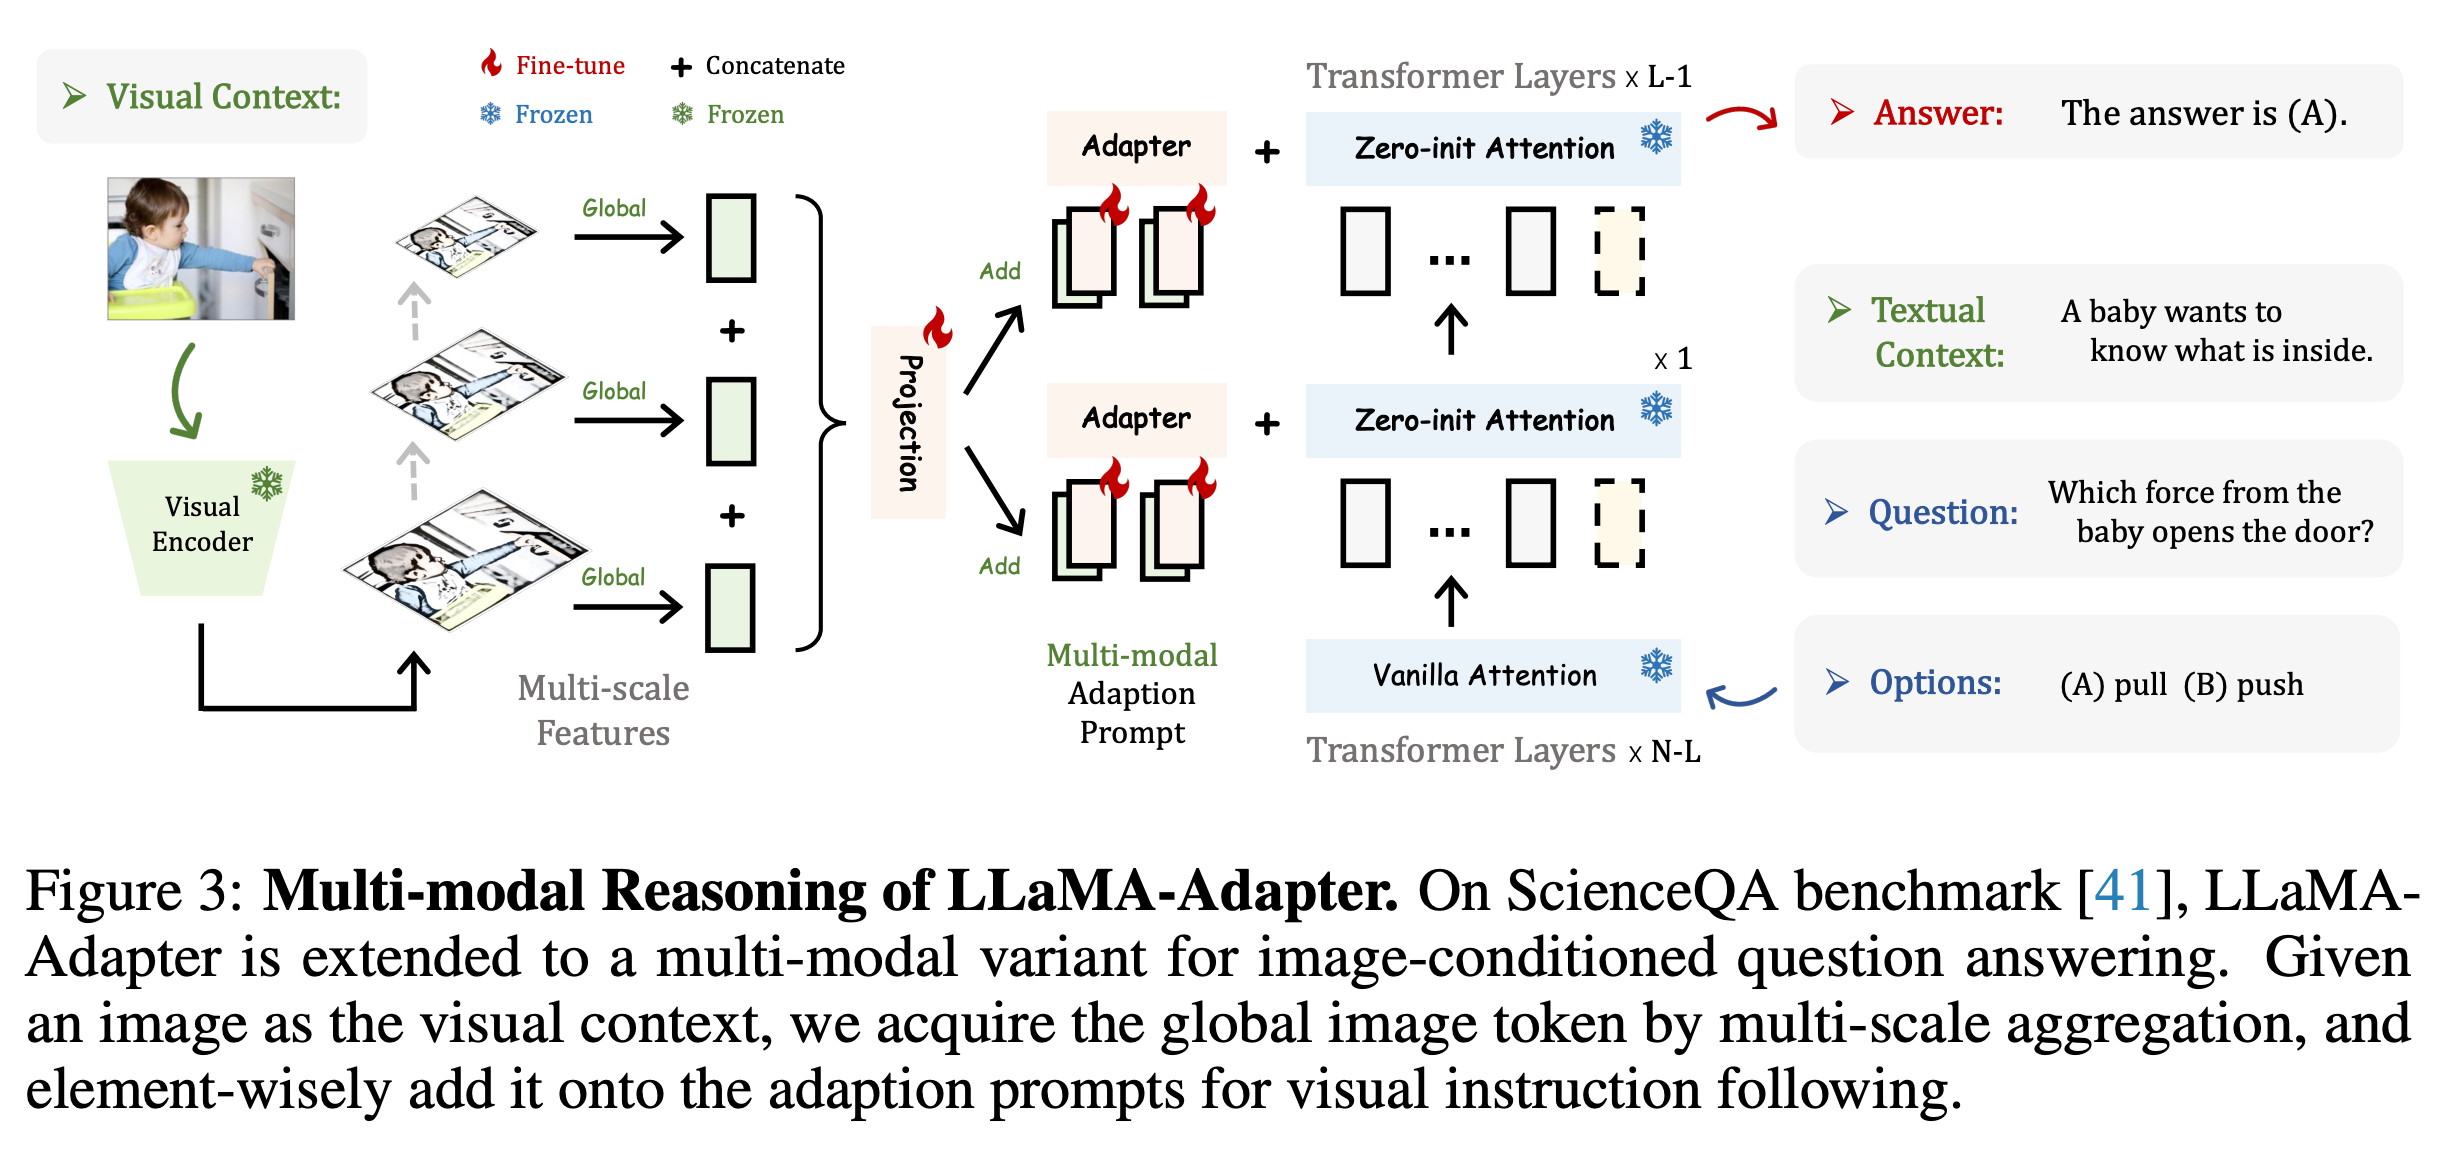 Visual Context:
Fine-tune
Concatenate
Frozen
Frozen
Visual
Encoder
Global
+
Global
+
Global
Multi-scale
Features
Projection
Add
Add
Transformer Layers x L-1
Adapter + Zero-init Attention
...
x 1
Adapter + Zero-init Attention
...
Multi-modal
Adaption
Prompt
Vanilla Attention
Transformer Layers x N-L
Answer: The answer is (A).
Textual Context: A baby wants to
know what is inside.
Question: Which force from the
baby opens the door?
Options: (A) pull (B) push
Figure 3: Multi-modal Reasoning of LLaMA-Adapter. On ScienceQA benchmark [41], LLaMA-
Adapter is extended to a multi-modal variant for image-conditioned question answering. Given
an image as the visual context, we acquire the global image token by multi-scale aggregation, and
element-wisely add it onto the adaption prompts for visual instruction following.